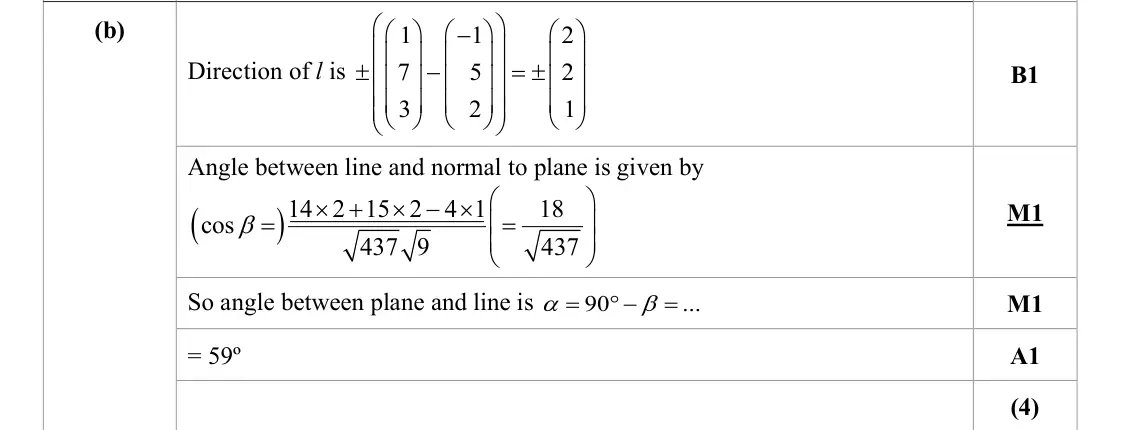 (b)
Direction of l is ±((1 7 3) − (−1 5 2)) = ±(2 2 1)
B1
Angle between line and normal to plane is given by
(cos β =) (14×2+15×2−4×1)/(√437 √9) (= 18/√437)
M1
So angle between plane and line is α = 90° − β = ...
M1
= 59º
A1
(4)